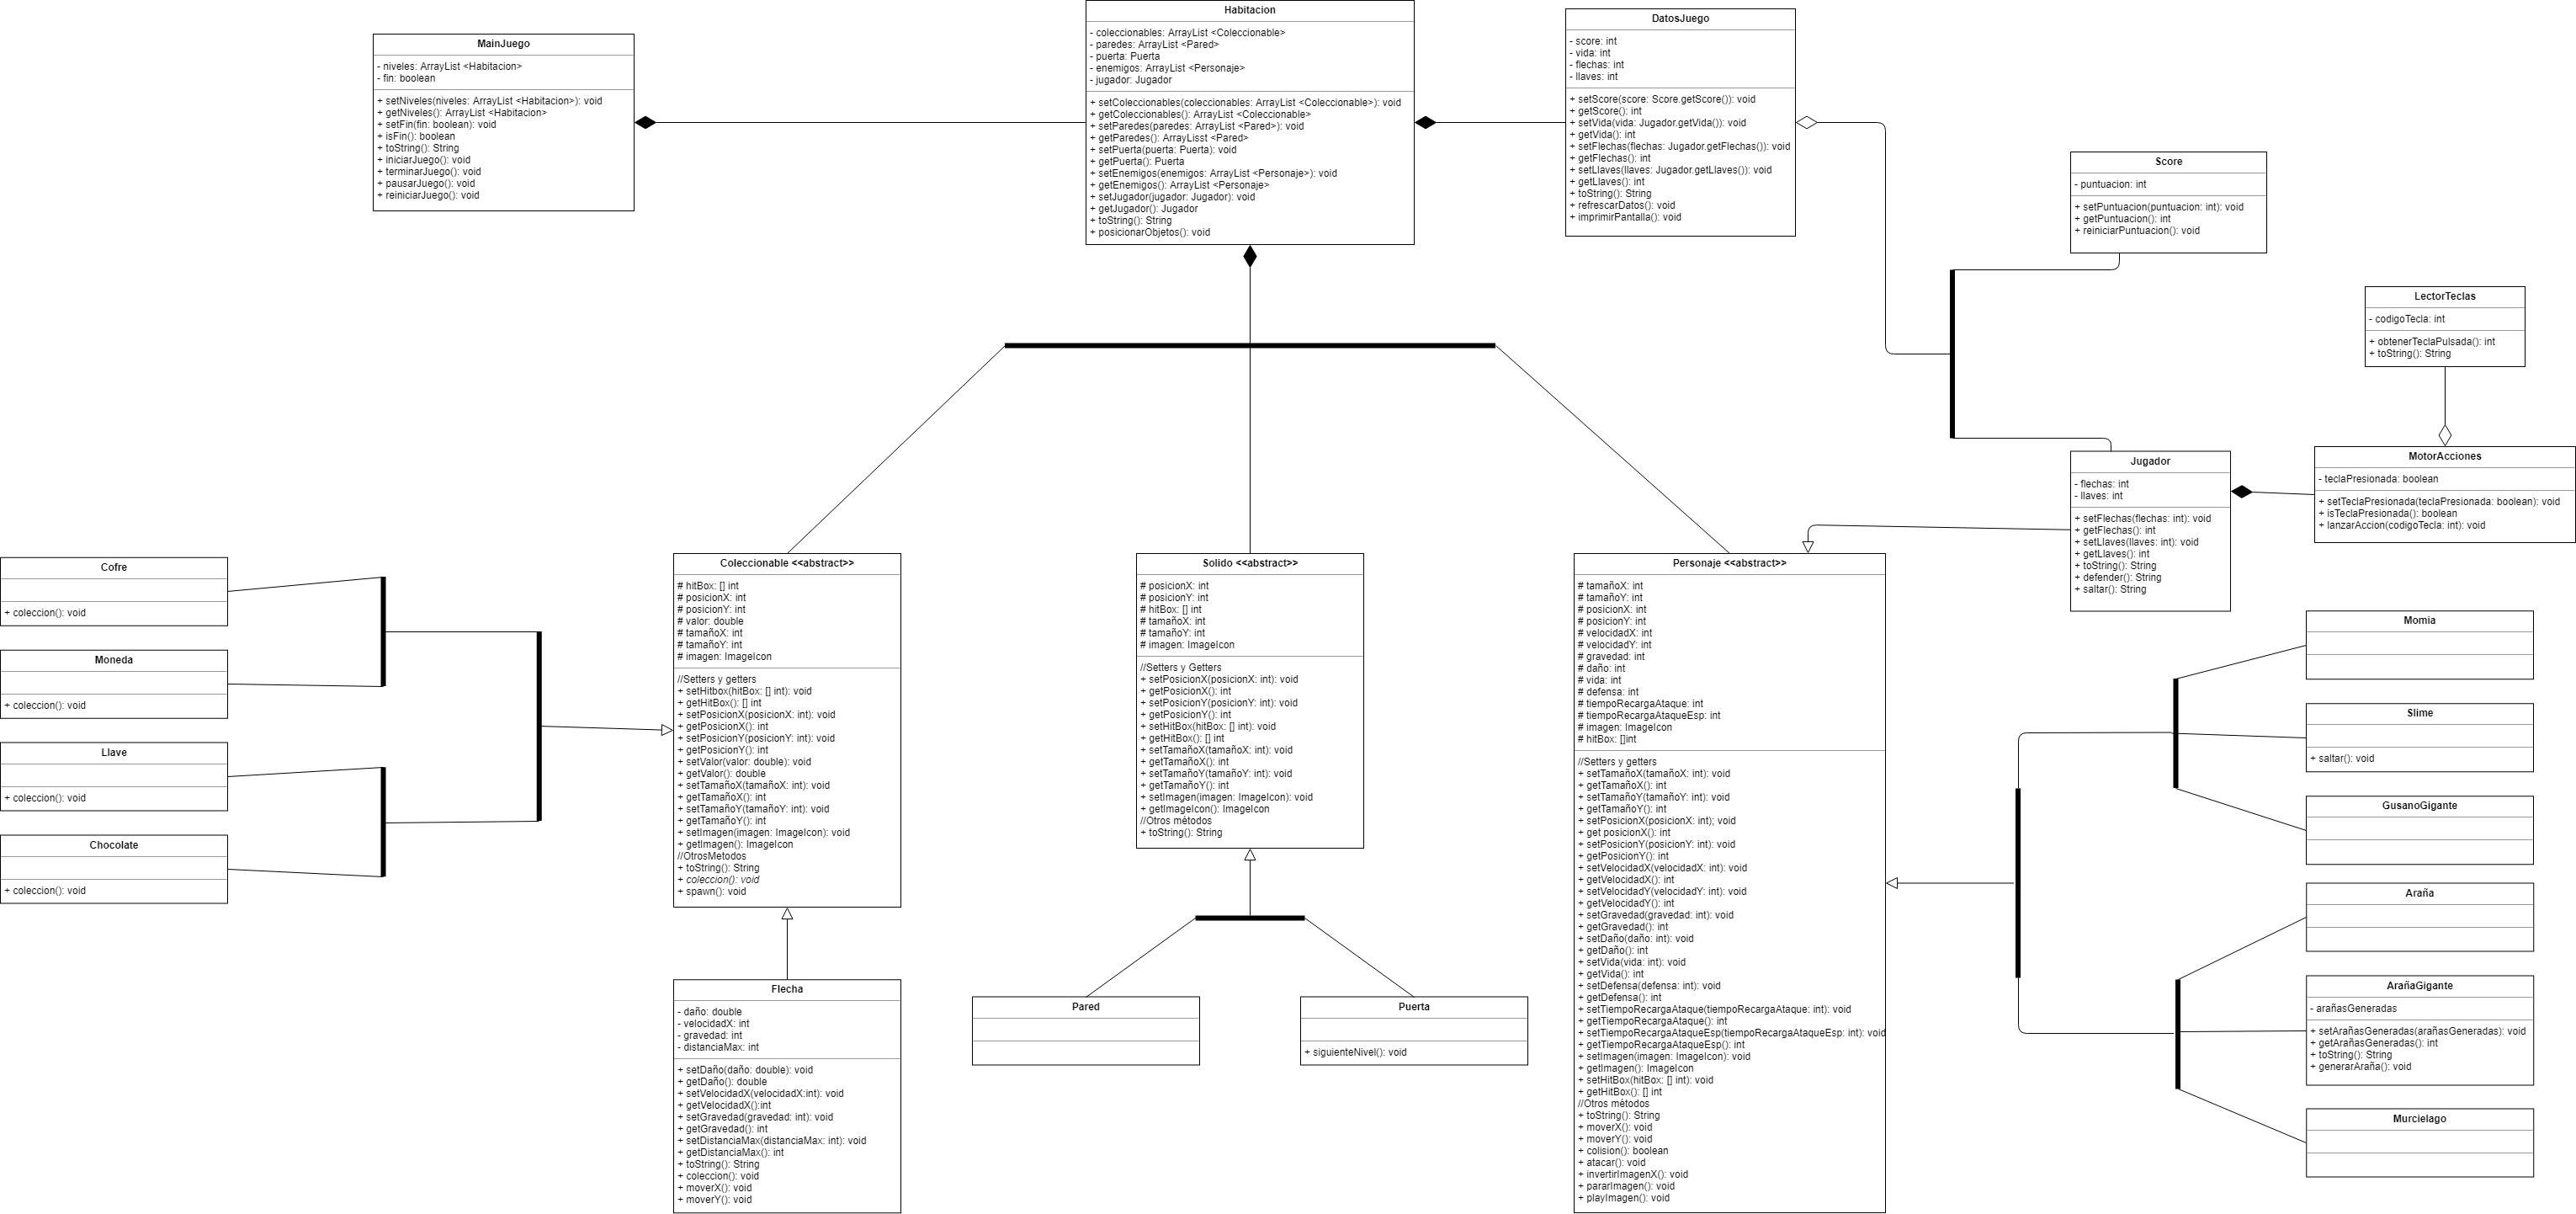 MainJuego
- niveles: ArrayList <Habitacion>
- fin: boolean
+ setNiveles(niveles: ArrayList <Habitacion>): void
+ getNiveles(): ArrayList <Habitacion>
+ setFin(fin: boolean): void
+ isFin(): boolean
+ toString(): String
+ iniciarJuego(): void
+ terminarJuego(): void
+ pausarJuego(): void
+ reiniciarJuego(): void
Habitacion
- coleccionables: ArrayList <Coleccionable>
- paredes: ArrayList <Pared>
- puerta: Puerta
- enemigos: ArrayList <Personaje>
- jugador: Jugador
+ setColeccionables(coleccionables: ArrayList <Coleccionable>): void
+ getColeccionables(): ArrayList <Coleccionable>
+ setParedes(paredes: ArrayList <Pared>): void
+ getParedes(): ArrayLisst <Pared>
+ setPuerta(puerta: Puerta): void
+ getPuerta(): Puerta
+ setEnemigos(enemigos: ArrayList <Personaje>): void
+ getEnemigos(): ArrayList <Personaje>
+ setJugador(jugador: Jugador): void
+ getJugador(): Jugador
+ toString(): String
+ posicionarObjetos(): void
DatosJuego
- score: int
- vida: int
- flechas: int
- llaves: int
+ setScore(score: Score.getScore()): void
+ getScore(): int
+ setVida(vida: Jugador.getVida()): void
+ getVida(): int
+ setFlechas(flechas: Jugador.getFlechas()): void
+ getFlechas(): int
+ setLlaves(llaves: Jugador.getLlaves()): void
+ getLlaves(): int
+ toString(): String
+ refrescarDatos(): void
+ imprimirPantalla(): void
Score
- puntuacion: int
+ setPuntuacion(puntuacion: int): void
+ getPuntuacion(): int
+ reiniciarPuntuacion(): void
LectorTeclas
- codigoTecla: int
+ obtenerTeclaPulsada(): int
+ toString(): String
Jugador
- flechas: int
- llaves: int
+ setFlechas(flechas: int): void
+ getFlechas(): int
+ setLlaves(llaves: int): void
+ getLlaves(): int
+ toString(): String
+ defender(): String
+ saltar(): String
MotorAcciones
- teclaPresionada: boolean
+ setTeclaPresionada(teclaPresionada: boolean): void
+ isTeclaPresionada(): boolean
+ lanzarAccion(codigoTecla: int): void
Cofre
+ coleccion(): void
Moneda
+ coleccion(): void
Llave
+ coleccion(): void
Chocolate
+ coleccion(): void
Coleccionable <<abstract>>
# hitBox: [] int
# posicionX: int
# posicionY: int
# valor: double
# tamañoX: int
# tamañoY: int
# imagen: ImageIcon
//Setters y getters
+ setHitbox(hitBox: [] int): void
+ getHitBox(): [] int
+ setPosicionX(posicionX: int): void
+ getPosicionX(): int
+ setPosicionY(posicionY: int): void
+ getPosicionY(): int
+ setValor(valor: double): void
+ getValor(): double
+ setTamañoX(tamañoX: int): void
+ getTamañoX(): int
+ setTamañoY(tamañoY: int): void
+ getTamañoY(): int
+ setImagen(imagen: ImageIcon): void
+ getImagen(): ImageIcon
//OtrosMetodos
+ toString(): String
+ coleccion(): void
+ spawn(): void
Flecha
- daño: double
- velocidadX: int
- gravedad: int
- distanciaMax: int
+ setDaño(daño: double): void
+ getDaño(): double
+ setVelocidadX(velocidadX:int): void
+ getVelocidadX():int
+ setGravedad(gravedad: int): void
+ getGravedad(): int
+ setDistanciaMax(distanciaMax: int): void
+ getDistanciaMax(): int
+ toString(): String
+ coleccion(): void
+ moverX(): void
+ moverY(): void
Solido <<abstract>>
# posicionX: int
# posicionY: int
# hitBox: [] int
# tamañoX: int
# tamañoY: int
# imagen: ImageIcon
//Setters y Getters
+ setPosicionX(posicionX: int): void
+ getPosicionX(): int
+ setPosicionY(posicionY: int): void
+ getPosicionY(): int
+ setHitBox(hitBox: [] int): void
+ getHitBox(): [] int
+ setTamañoX(tamañoX: int): void
+ getTamañoX(): int
+ setTamañoY(tamañoY: int): void
+ getTamañoY(): int
+ setImagen(imagen: ImageIcon): void
+ getImageIcon(): ImageIcon
//Otros métodos
+ toString(): String
Pared
Puerta
+ siguienteNivel(): void
Personaje <<abstract>>
# tamañoX: int
# tamañoY: int
# posicionX: int
# posicionY: int
# velocidadX: int
# velocidadY: int
# gravedad: int
# daño: int
# vida: int
# defensa: int
# tiempoRecargaAtaque: int
# tiempoRecargaAtaqueEsp: int
# imagen: ImageIcon
# hitBox: []int
//Setters y getters
+ setTamañoX(tamañoX: int): void
+ getTamañoX(): int
+ setTamañoY(tamañoY: int): void
+ getTamañoY(): int
+ setPosicionX(posicionX: int); void
+ get posicionX(): int
+ setPosicionY(posicionY: int): void
+ getPosicionY(): int
+ setVelocidadX(velocidadX: int): void
+ getVelocidadX(): int
+ setVelocidadY(velocidadY: int): void
+ getVelocidadY(): int
+ setGravedad(gravedad: int): void
+ getGravedad(): int
+ setDaño(daño: int): void
+ getDaño(): int
+ setVida(vida: int): void
+ getVida(): int
+ setDefensa(defensa: int): void
+ getDefensa(): int
+ setTiempoRecargaAtaque(tiempoRecargaAtaque: int): void
+ getTiempoRecargaAtaque(): int
+ setTiempoRecargaAtaqueEsp(tiempoRecargaAtaqueEsp: int): void
+ getTiempoRecargaAtaqueEsp(): int
+ setImagen(imagen: ImageIcon): void
+ getImagen(): ImageIcon
+ setHitBox(hitBox: [] int): void
+ getHitBox(): [] int
//Otros métodos
+ toString(): String
+ moverX(): void
+ moverY(): void
+ colision(): boolean
+ atacar(): void
+ invertirImagenX(): void
+ pararImagen(): void
+ playImagen(): void
Momia
Slime
+ saltar(): void
GusanoGigante
Araña
ArañaGigante
- arañasGeneradas
+ setArañasGeneradas(arañasGeneradas): void
+ getArañasGeneradas(): int
+ toString(): String
+ generarAraña(): void
Murcielago